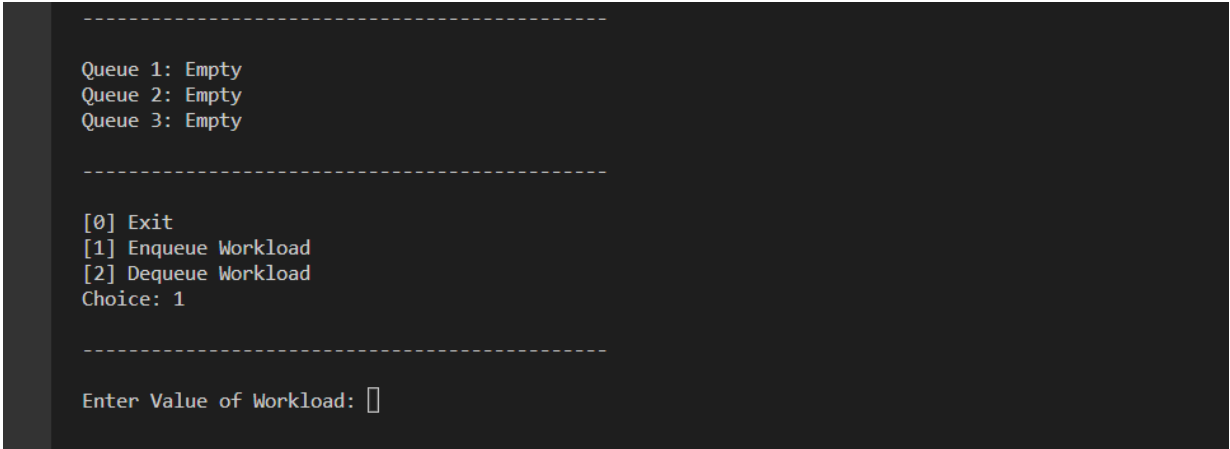 ----------------------------------------------
Queue 1: Empty
Queue 2: Empty
Queue 3: Empty
----------------------------------------------
[0] Exit
[1] Enqueue Workload
[2] Dequeue Workload
Choice: 1
----------------------------------------------
Enter Value of Workload: